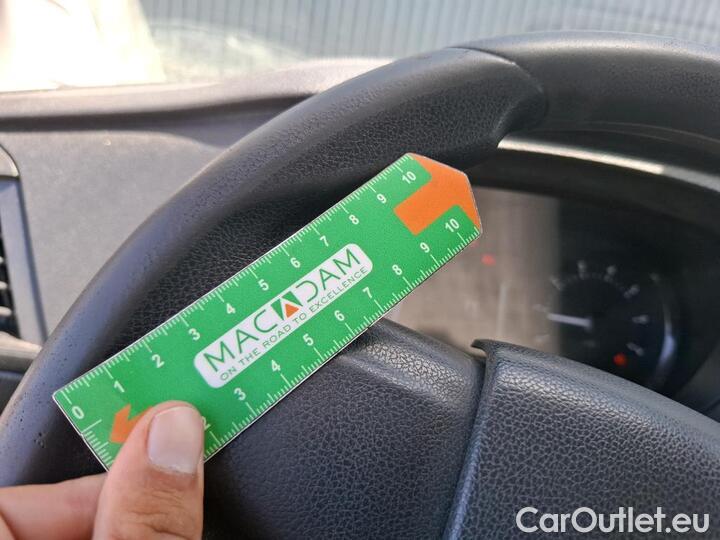 0 1 2 3 4 5 6 7 8 9 10
MACADAM
ON THE ROAD TO EXCELLENCE
2 3 4 5 6 7 8 9 10
CarOutlet.eu